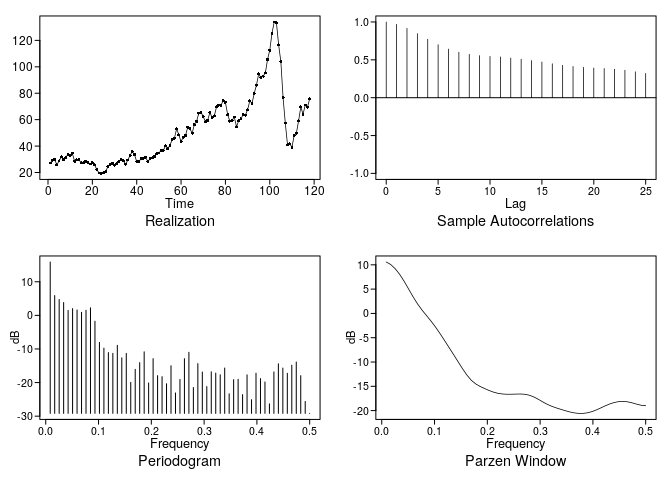 120
100
80
60
40
20
0 20 40 60 80 100 120
Time
Realization
1.0
0.5
0.0
-0.5
-1.0
0 5 10 15 20 25
Lag
Sample Autocorrelations
dB
10
0
-10
-20
-30
0.0 0.1 0.2 0.3 0.4 0.5
Frequency
Periodogram
dB
10
5
0
-5
-10
-15
-20
0.0 0.1 0.2 0.3 0.4 0.5
Frequency
Parzen Window